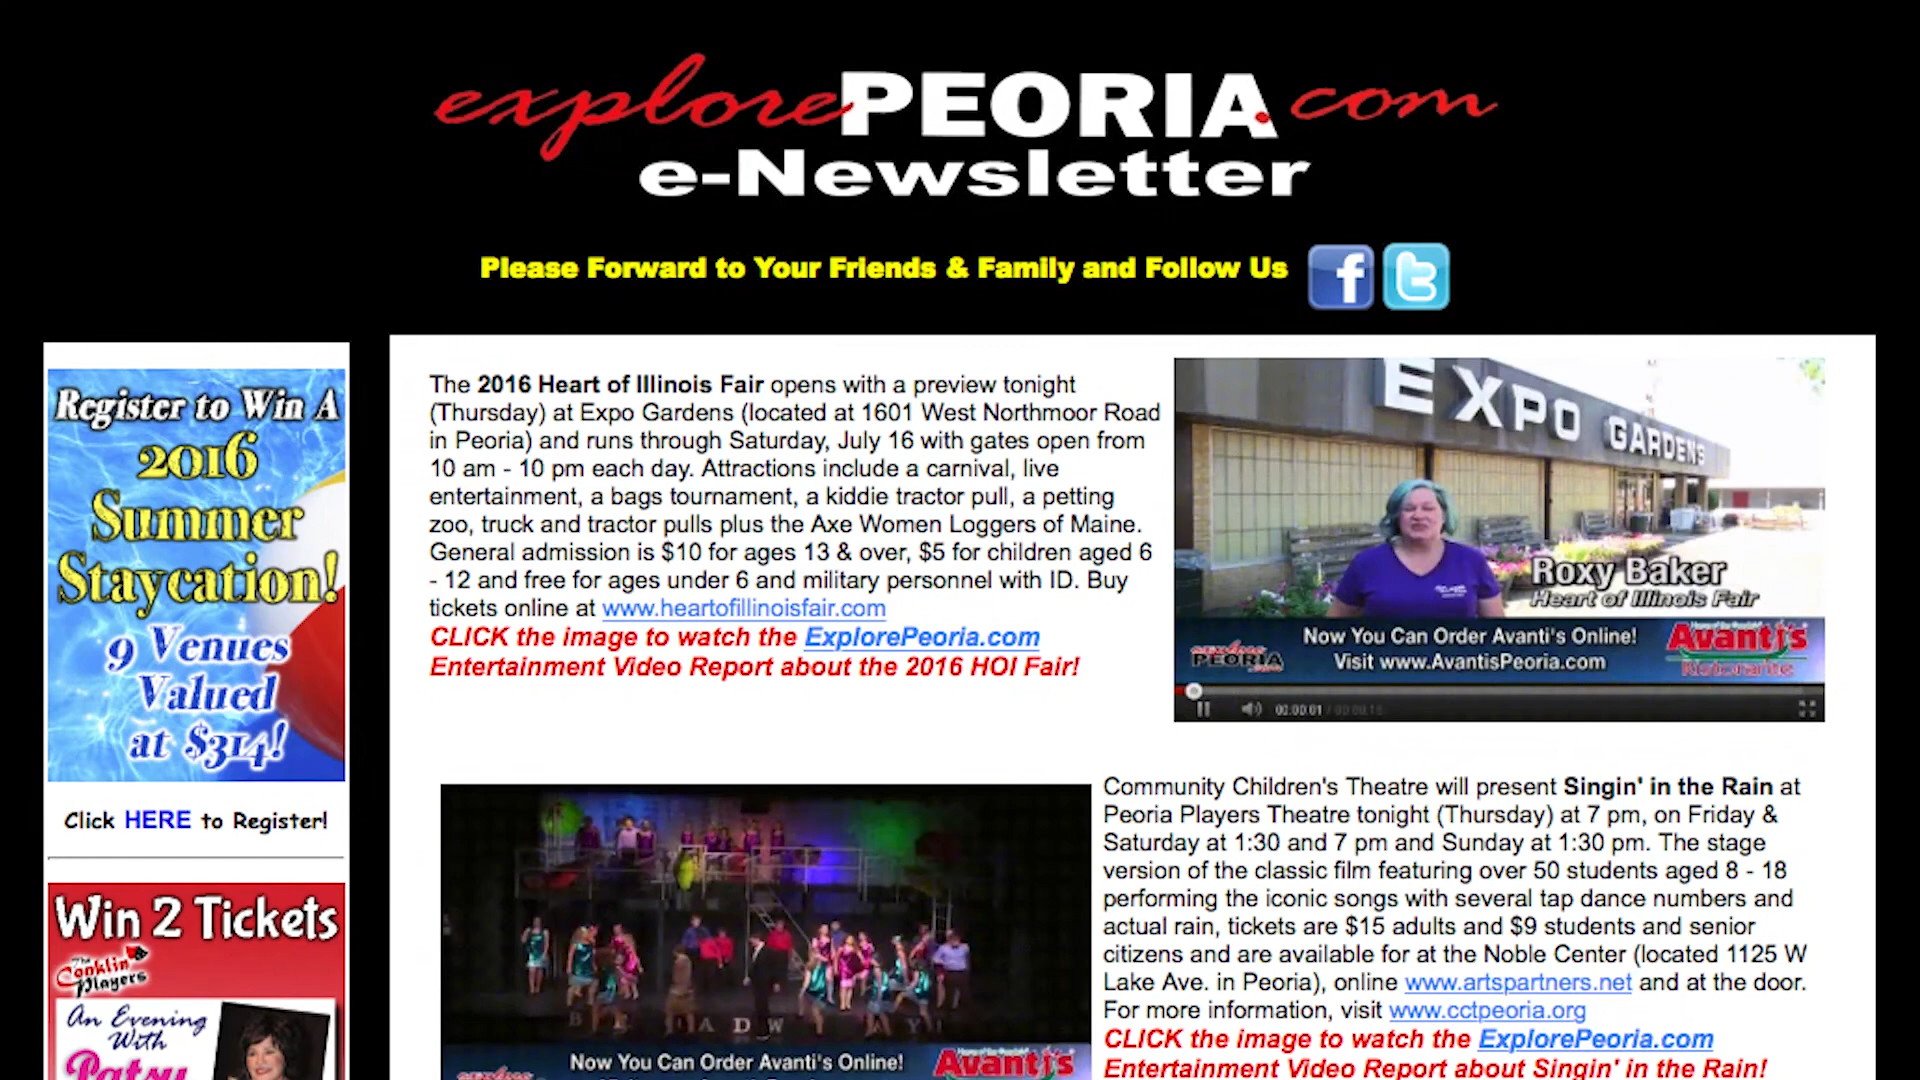 explorePEORIA.com
e-Newsletter
Please Forward to Your Friends & Family and Follow Us
Register to Win A
2016
Summer
Staycation!
9 Venues
Valued
at $314!
Click HERE to Register!
Win 2 Tickets
The
Conklin
Players
An Evening
With
Patsy
The 2016 Heart of Illinois Fair opens with a preview tonight
(Thursday) at Expo Gardens (located at 1601 West Northmoor Road
in Peoria) and runs through Saturday, July 16 with gates open from
10 am - 10 pm each day. Attractions include a carnival, live
entertainment, a bags tournament, a kiddie tractor pull, a petting
zoo, truck and tractor pulls plus the Axe Women Loggers of Maine.
General admission is $10 for ages 13 & over, $5 for children aged 6
- 12 and free for ages under 6 and military personnel with ID. Buy
tickets online at www.heartofillinoisfair.com
CLICK the image to watch the ExplorePeoria.com
Entertainment Video Report about the 2016 HOI Fair!
EXPO GARDENS
Roxy Baker
Heart of Illinois Fair
explore
PEORIA
Now You Can Order Avanti's Online!
Visit www.AvantisPeoria.com
Avanti's
Ristorante
00:00:01
BROADWAY
Now You Can Order Avanti's Online!
Avanti's
explore
Community Children's Theatre will present Singin' in the Rain at
Peoria Players Theatre tonight (Thursday) at 7 pm, on Friday &
Saturday at 1:30 and 7 pm and Sunday at 1:30 pm. The stage
version of the classic film featuring over 50 students aged 8 - 18
performing the iconic songs with several tap dance numbers and
actual rain, tickets are $15 adults and $9 students and senior
citizens and are available for at the Noble Center (located 1125 W
Lake Ave. in Peoria), online www.artspartners.net and at the door.
For more information, visit www.cctpeoria.org
CLICK the image to watch the ExplorePeoria.com
Entertainment Video Report about Singin' in the Rain!